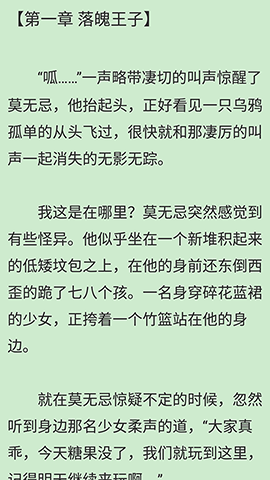 【第一章 落魄王子】
“呱……”一声略带凄切的叫声惊醒了
莫无忌，他抬起头，正好看见一只乌鸦
孤单的从头飞过，很快就和那凄厉的叫
声一起消失的无影无踪。
我这是在哪里？莫无忌突然感觉到
有些怪异。他似乎坐在一个新堆积起来
的低矮坟包之上，在他的身前还东倒西
歪的跪了七八个孩。一名身穿碎花蓝裙
的少女，正挎着一个竹篮站在他的身
边。
就在莫无忌惊疑不定的时候，忽然
听到身边那名少女柔声的道，“大家真
乖，今天糖果没了，我们就玩到这里，
记得明天继续来玩啊。”